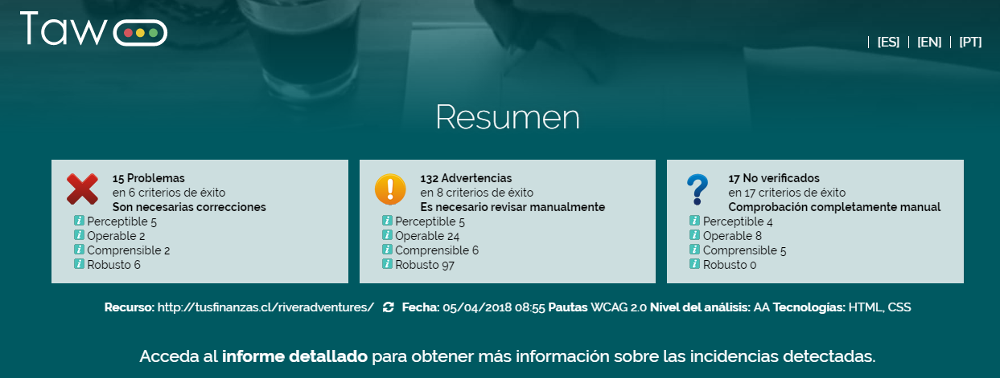 Taw
| [ES] | [EN] | [PT]
Resumen
15 Problemas
en 6 criterios de éxito
Son necesarias correcciones
Perceptible 5
Operable 2
Comprensible 2
Robusto 6
132 Advertencias
en 8 criterios de éxito
Es necesario revisar manualmente
Perceptible 5
Operable 24
Comprensible 6
Robusto 97
17 No verificados
en 17 criterios de éxito
Comprobación completamente manual
Perceptible 4
Operable 8
Comprensible 5
Robusto 0
Recurso: http://tusfinanzas.cl/riveradventures/ Fecha: 05/04/2018 08:55 Pautas WCAG 2.0 Nivel del análisis: AA Tecnologías: HTML, CSS
Acceda al informe detallado para obtener más información sobre las incidencias detectadas.